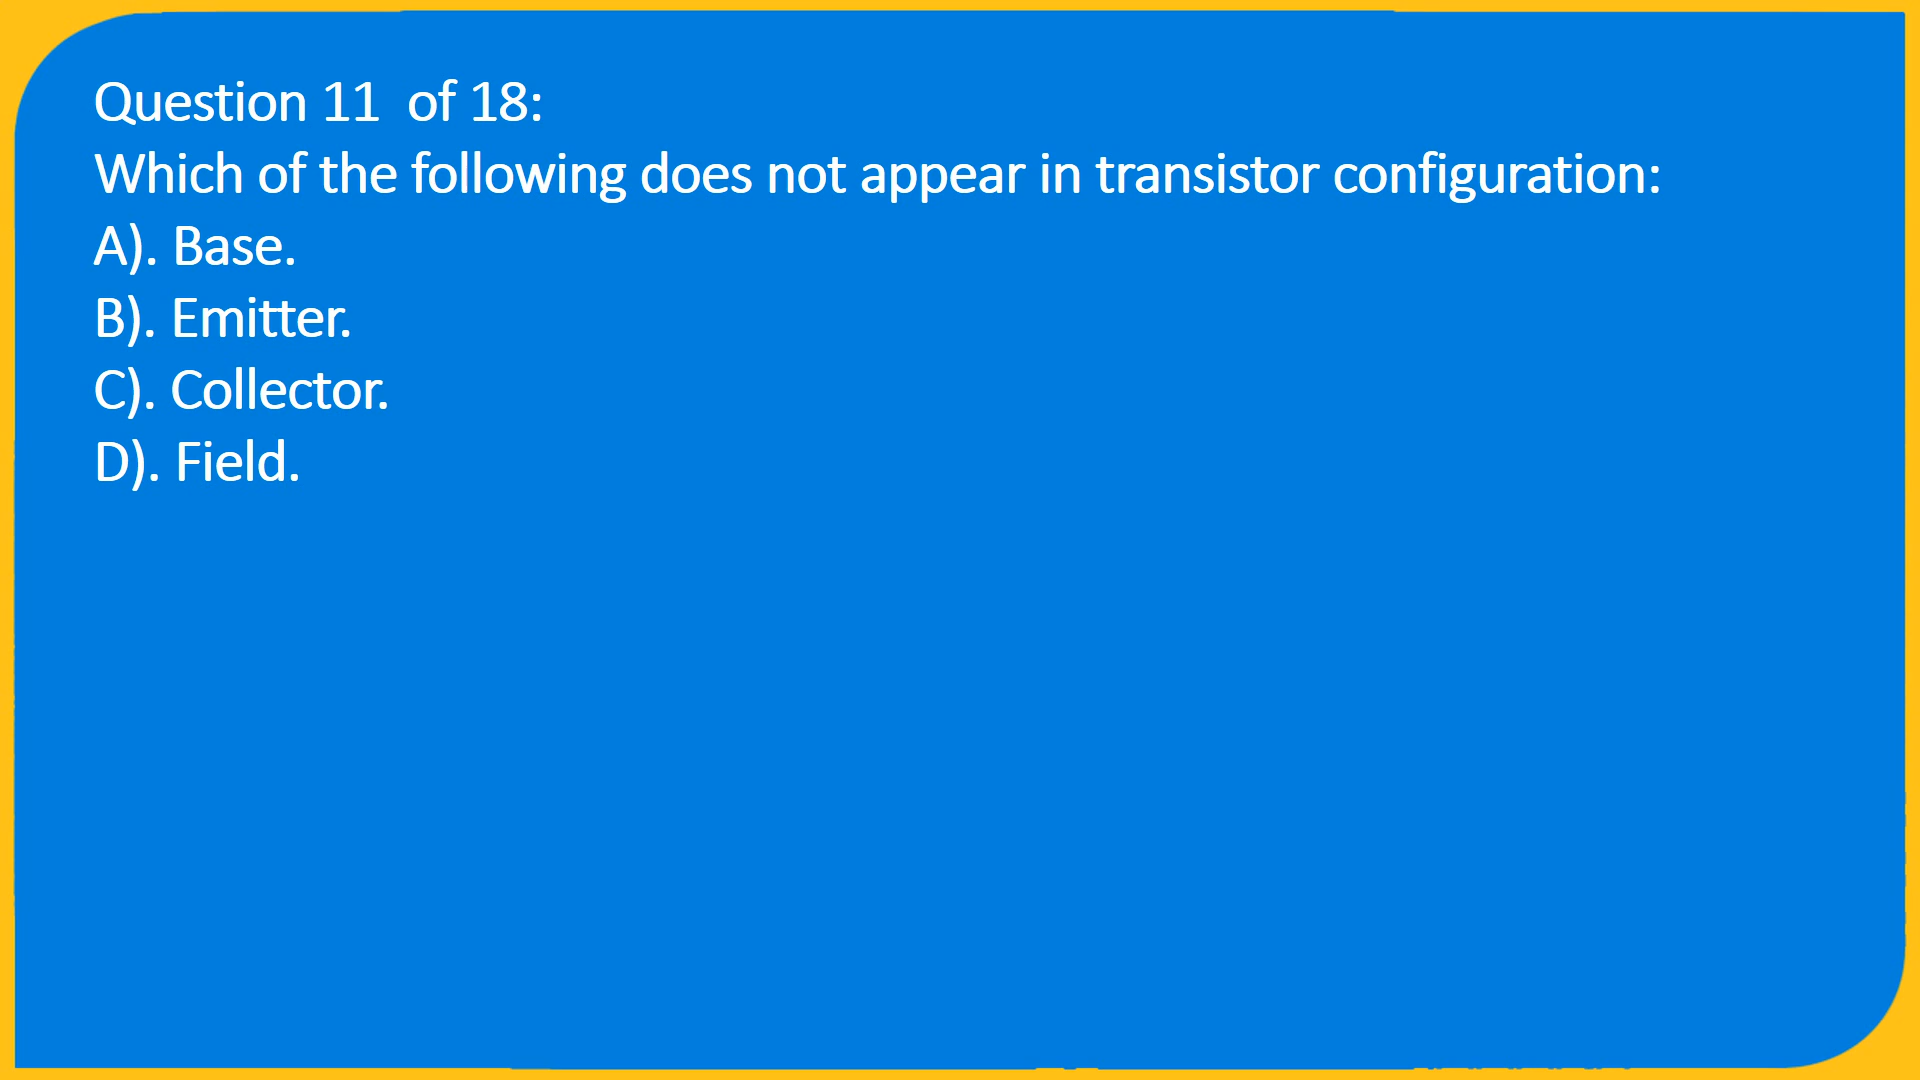 Question 11  of 18:
Which of the following does not appear in transistor configuration:
A). Base.
B). Emitter.
C). Collector.
D). Field.